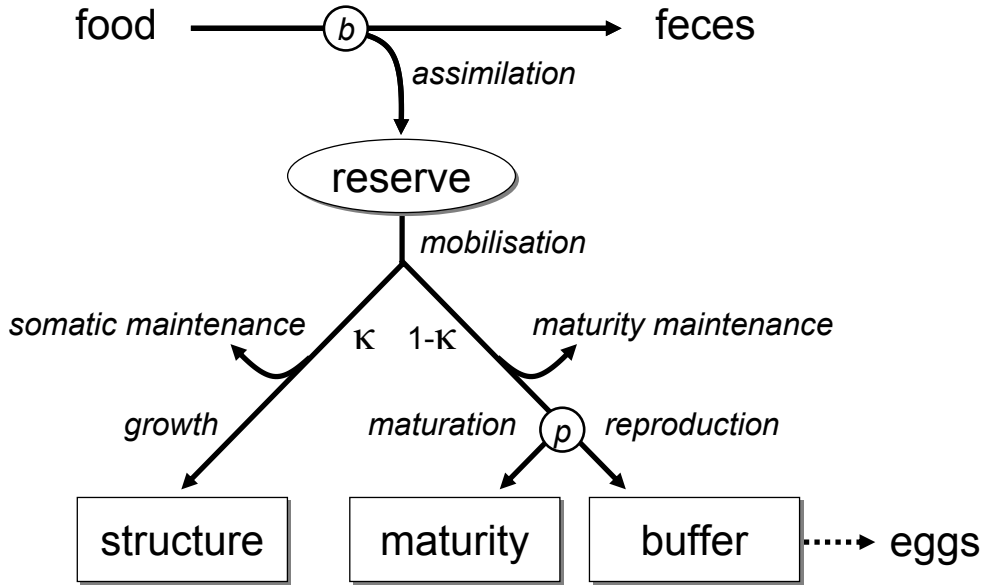 food b feces
assimilation
reserve
mobilisation
somatic maintenance κ 1-κ maturity maintenance
growth maturation p reproduction
structure maturity buffer eggs